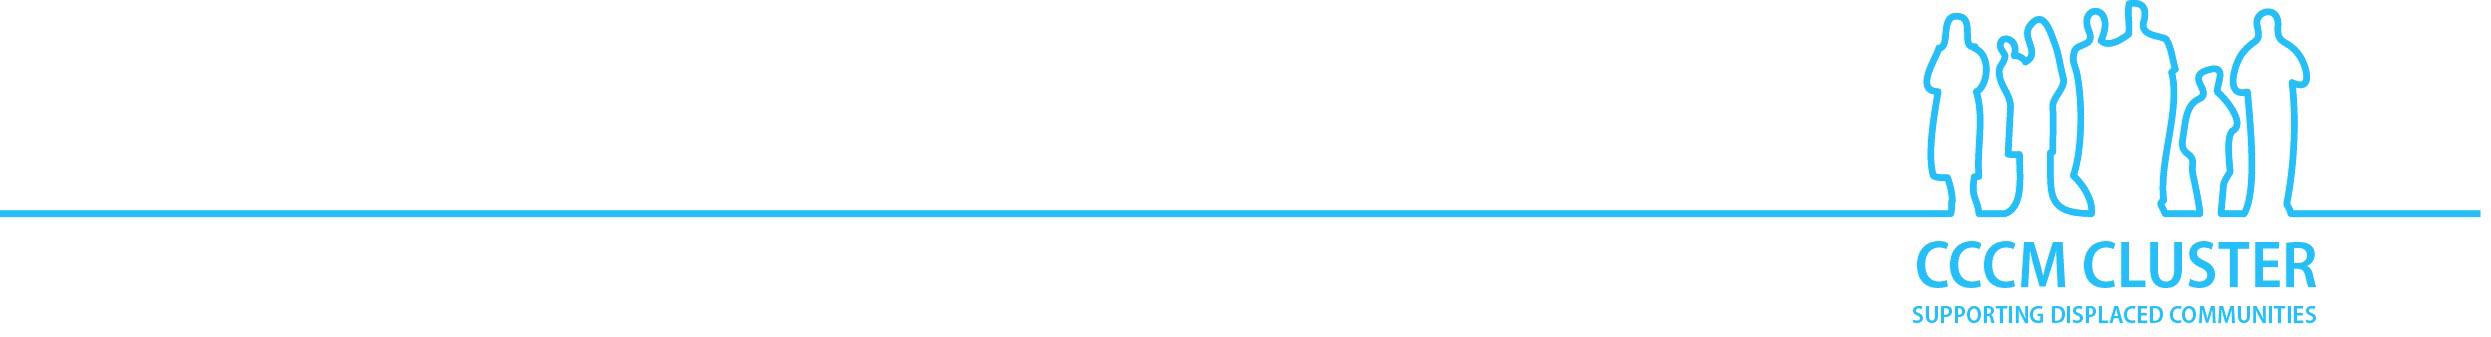 CCCM CLUSTER
SUPPORTING DISPLACED COMMUNITIES